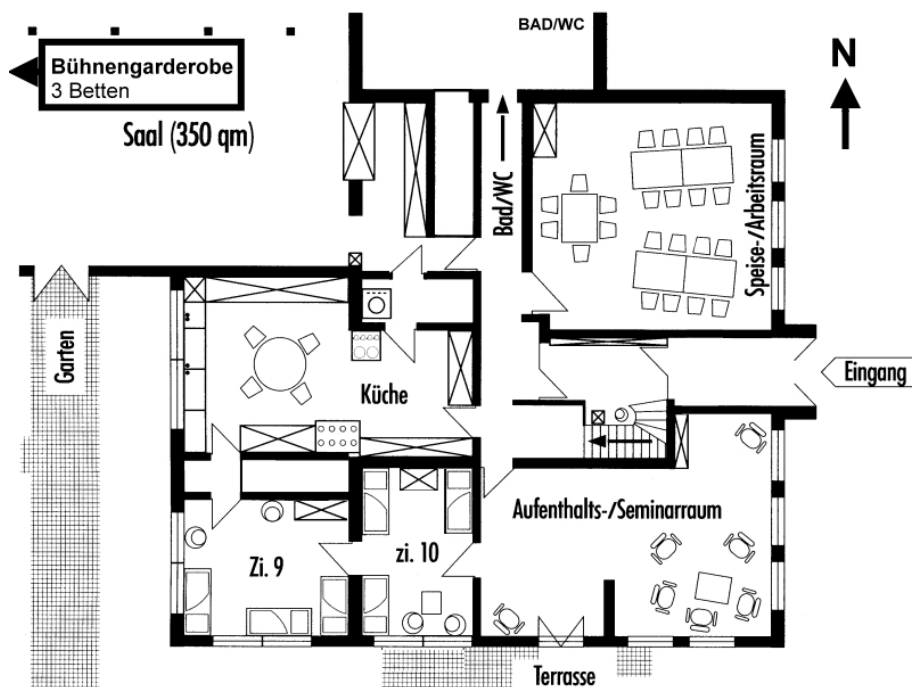 BAD/WC
Bühnengarderobe
3 Betten
N
Saal (350 qm)
Bad/WC
Speise-/Arbeitsraum
Garten
Küche
Eingang
Aufenthalts-/Seminarraum
Zi. 9
zi. 10
Terrasse